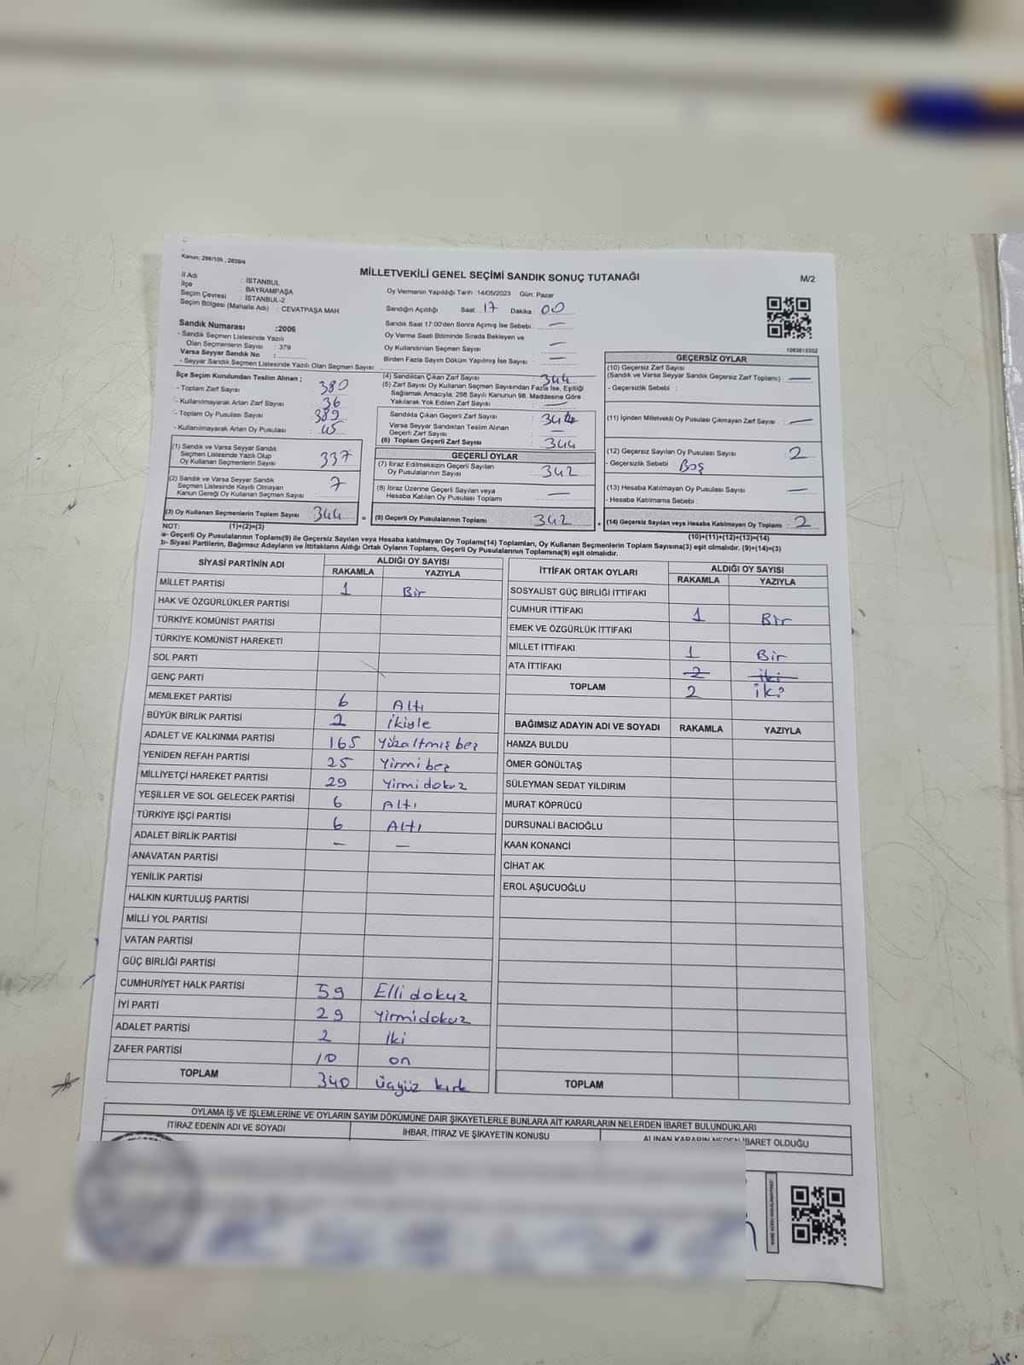 Kanun; 298/105 , 2839/4
MİLLETVEKİLİ GENEL SEÇİMİ SANDIK SONUÇ TUTANAĞI
M/2
İl Adı : İSTANBUL
İlçe : BAYRAMPAŞA
Seçim Çevresi : İSTANBUL-2
Seçim Bölgesi (Mahalle Adı) : CEVATPAŞA MAH
Oy Vermenin Yapıldığı Tarih :14/05/2023 Gün: Pazar
Sandığın Açıldığı Saat 17 Dakika 00
Sandık Saat 17:00'den Sonra Açılmış İse Sebebi —
Oy Verme Saati Bitiminde Sırada Bekleyen ve
Oy Kullandırılan Seçmen Sayısı —
Birden Fazla Sayım Döküm Yapılmış İse Sayısı —
Sandık Numarası :2006
- Sandık Seçmen Listesinde Yazılı
Olan Seçmenlerin Sayısı : 379
Varsa Seyyar Sandık No :
- Seyyar Sandık Seçmen Listesinde Yazılı Olan Seçmen Sayısı
İlçe Seçim Kurulundan Teslim Alınan ;
- Toplam Zarf Sayısı 380
- Kullanılmayarak Artan Zarf Sayısı 36
- Toplam Oy Pusulası Sayısı 389
- Kullanılmayarak Artan Oy Pusulası 45
(1) Sandık ve Varsa Seyyar Sandık
Seçmen Listesinde Yazılı Olup
Oy Kullanan Seçmenlerin Sayısı 337
(2) Sandık ve Varsa Seyyar Sandık
Seçmen Listesinde Kayıtlı Olmayan
Kanun Gereği Oy Kullanan Seçmen Sayısı 7
(3) Oy Kullanan Seçmenlerin Toplam Sayısı 344
(1)+(2)=(3)
(4) Sandıktan Çıkan Zarf Sayısı 344
(5) Zarf Sayısı Oy Kullanan Seçmen Sayısından Fazla İse, Eşitliği
Sağlamak Amacıyla, 298 Sayılı Kanunun 98. Maddesine Göre
Yakılarak Yok Edilen Zarf Sayısı —
Sandıkta Çıkan Geçerli Zarf Sayısı 344
Varsa Seyyar Sandıktan Teslim Alınan
Geçerli Zarf Sayısı —
(6) Toplam Geçerli Zarf Sayısı 344
GEÇERLİ OYLAR
(7) İtiraz Edilmeksizin Geçerli Sayılan
Oy Pusulalarının Sayısı 342
(8) İtiraz Üzerine Geçerli Sayılan veya
Hesaba Katılan Oy Pusulası Toplamı —
= (9) Geçerli Oy Pusulalarının Toplamı 342
GEÇERSİZ OYLAR
(10) Geçersiz Zarf Sayısı
(Sandık ve Varsa Seyyar Sandık Geçersiz Zarf Toplamı) —
- Geçersizlik Sebebi :
(11) İçinden Milletvekili Oy Pusulası Çıkmayan Zarf Sayısı —
(12) Geçersiz Sayılan Oy Pusulası Sayısı 2
- Geçersizlik Sebebi Boş
(13) Hesaba Katılmayan Oy Pusulası Sayısı —
- Hesaba Katılmama Sebebi
+ (14) Geçersiz Sayılan veya Hesaba Katılmayan Oy Toplamı 2
(10)+(11)+(12)+(13)=(14)
NOT:
a- Geçerli Oy Pusulaları Toplamı(9) ile Geçersiz veya Hesaba katılmayan Oy Toplamı(14) Toplamları, Oy Kullanan Seçmenlerin Toplam Sayısına(3) eşit olmalıdır. (9)+(14)=(3)
b- Siyasi Partilerin, Bağımsız Adayların ve İttifakların Aldığı Ortak Oyların Toplamı, Geçerli Oy Pusulalarının Toplamına(9) eşit olmalıdır.
SİYASİ PARTİNİN ADI ALDIĞI OY SAYISI
RAKAMLA YAZIYLA
MİLLET PARTİSİ 1 Bir
HAK VE ÖZGÜRLÜKLER PARTİSİ
TÜRKİYE KOMÜNİST PARTİSİ
TÜRKİYE KOMÜNİST HAREKETİ
SOL PARTİ
GENÇ PARTİ
MEMLEKET PARTİSİ 6 Altı
BÜYÜK BİRLİK PARTİSİ 2
ADALET VE KALKINMA PARTİSİ 165 Yüzaltmış beş
YENİDEN REFAH PARTİSİ 25 Yirmi beş
MİLLİYETÇİ HAREKET PARTİSİ 29 Yirmi dokuz
YEŞİLLER VE SOL GELECEK PARTİSİ 6 Altı
TÜRKİYE İŞÇİ PARTİSİ 6 Altı
ADALET BİRLİK PARTİSİ — —
ANAVATAN PARTİSİ
YENİLİK PARTİSİ
HALKIN KURTULUŞ PARTİSİ
MİLLİ YOL PARTİSİ
VATAN PARTİSİ
GÜÇ BİRLİĞİ PARTİSİ
CUMHURİYET HALK PARTİSİ 59 Elli dokuz
İYİ PARTİ 29 Yirmidokuz
ADALET PARTİSİ 2 İki
ZAFER PARTİSİ 10 on
TOPLAM 340 Üçyüz kırk
İTTİFAK ORTAK OYLARI ALDIĞI OY SAYISI
RAKAMLA YAZIYLA
SOSYALİST GÜÇ BİRLİĞİ İTTİFAKI
CUMHUR İTTİFAKI 1 Bir
EMEK VE ÖZGÜRLÜK İTTİFAKI
MİLLET İTTİFAKI 1 Bir
ATA İTTİFAKI 2 iki
TOPLAM 2 iki
BAĞIMSIZ ADAYIN ADI VE SOYADI RAKAMLA YAZIYLA
HAMZA BULDU
ÖMER GÖNÜLTAŞ
SÜLEYMAN SEDAT YILDIRIM
MURAT KÖPRÜCÜ
DURSUNALİ BACIOĞLU
KAAN KONANCİ
CİHAT AK
EROL AŞUCUOĞLU
TOPLAM
OYLAMA İŞ VE İŞLEMLERİNE VE OYLARIN SAYIM DÖKÜMÜNE DAİR ŞİKAYETLERLE BUNLARA AİT KARARLARIN NELERDEN İBARET BULUNDUKLARI
İTİRAZ EDENİN ADI VE SOYADI İHBAR, İTİRAZ VE ŞİKAYETİN KONUSU ALINAN KARARIN NEDEN İBARET OLDUĞU